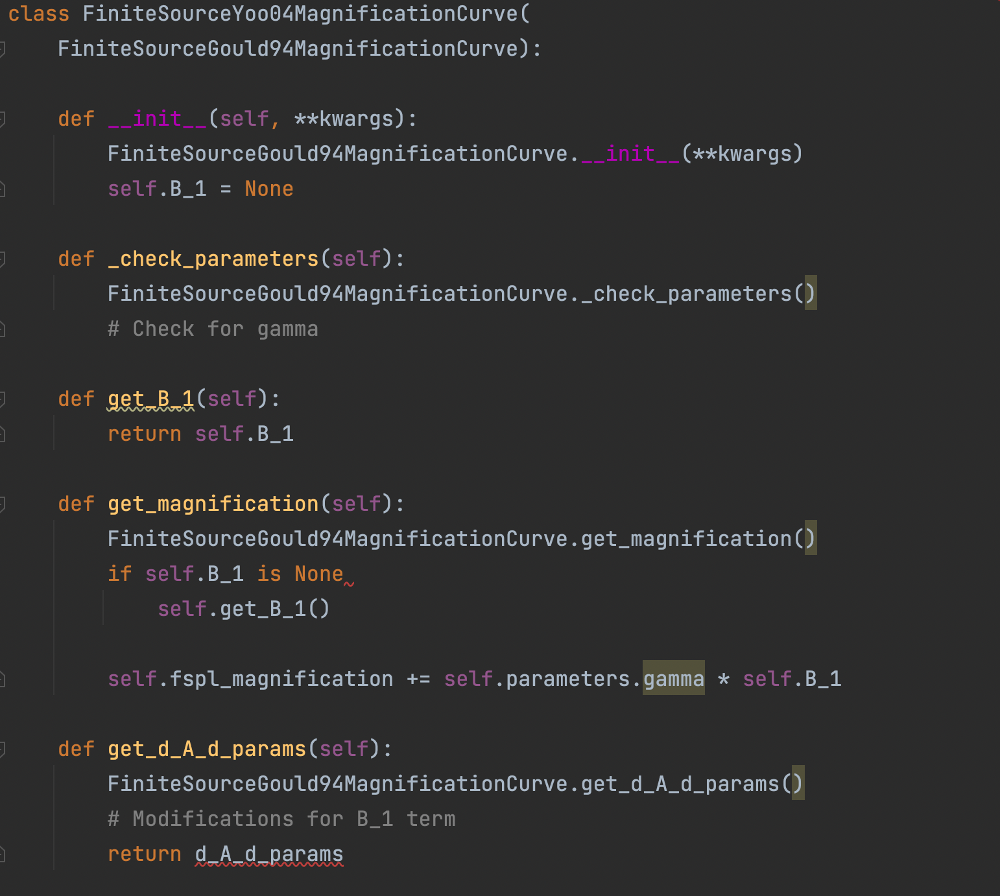 class FiniteSourceYoo04MagnificationCurve(
    FiniteSourceGould94MagnificationCurve):

    def __init__(self, **kwargs):
        FiniteSourceGould94MagnificationCurve.__init__(**kwargs)
        self.B_1 = None

    def _check_parameters(self):
        FiniteSourceGould94MagnificationCurve._check_parameters()
        # Check for gamma

    def get_B_1(self):
        return self.B_1

    def get_magnification(self):
        FiniteSourceGould94MagnificationCurve.get_magnification()
        if self.B_1 is None
            self.get_B_1()

        self.fspl_magnification += self.parameters.gamma * self.B_1

    def get_d_A_d_params(self):
        FiniteSourceGould94MagnificationCurve.get_d_A_d_params()
        # Modifications for B_1 term
        return d_A_d_params